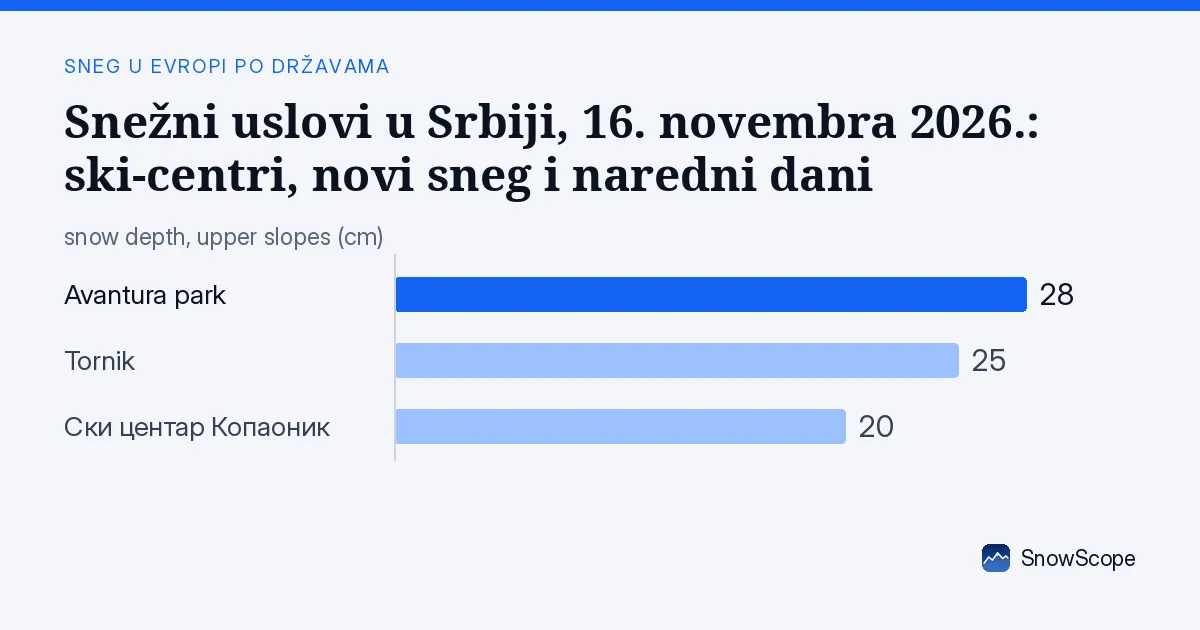 SNEG U EVROPI PO DRŽAVAMA
Snežni uslovi u Srbiji, 16. novembra 2026.:
ski-centri, novi sneg i naredni dani
snow depth, upper slopes (cm)
Avantura park 28
Tornik 25
Ски центар Копаоник 20
SnowScope